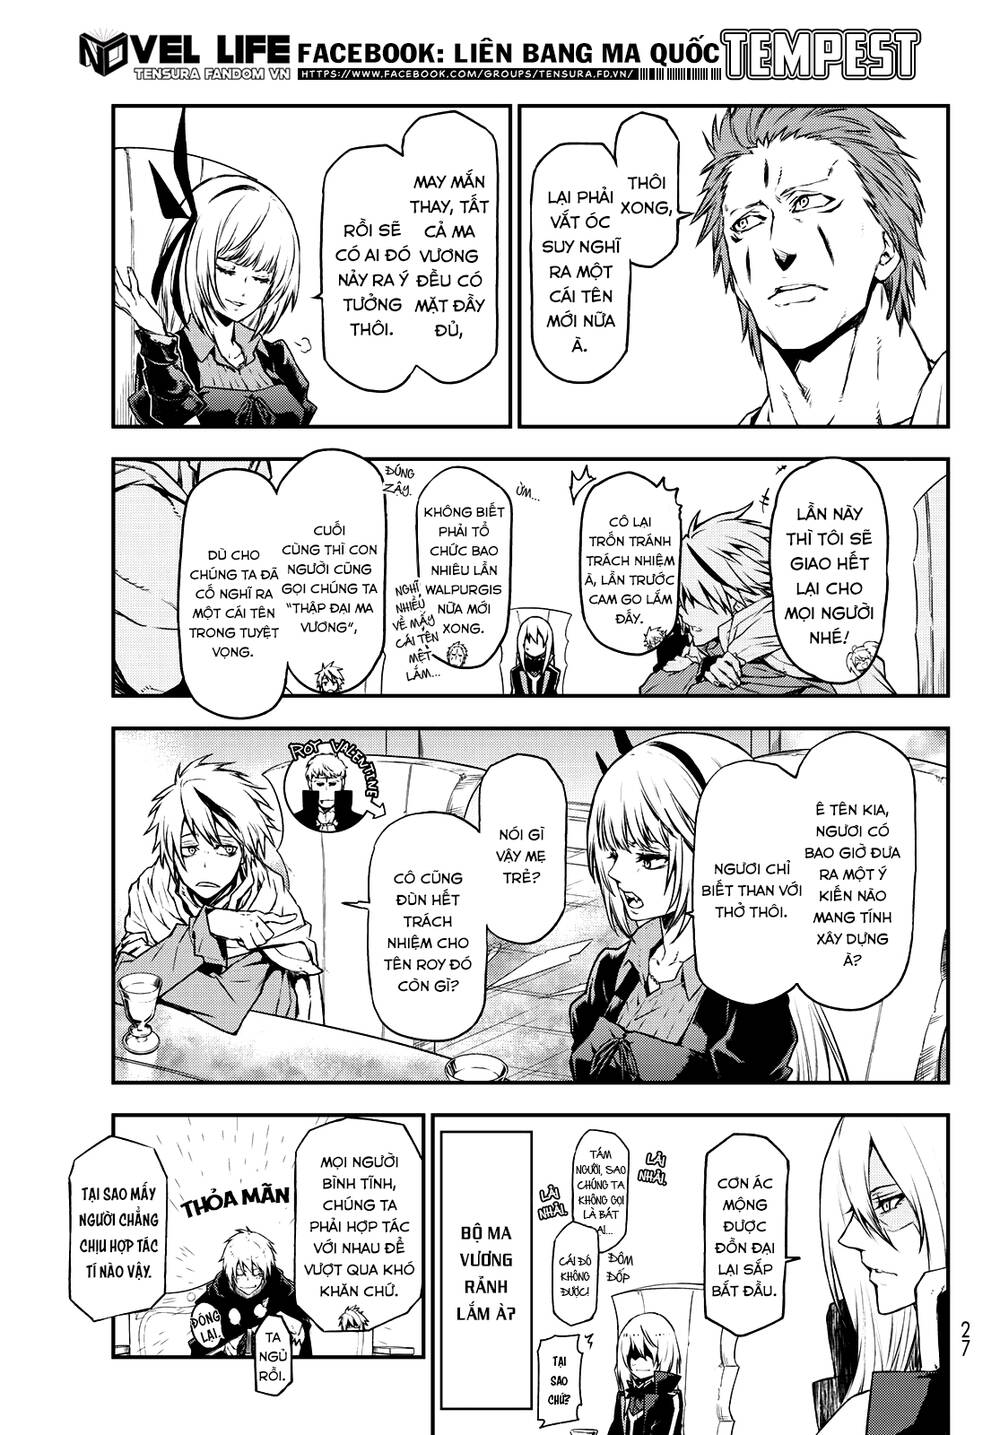 NOVEL LIFE
TENSURA FANDOM VN
FACEBOOK: LIÊN BANG MA QUỐC
HTTPS://WWW.FACEBOOK.COM/GROUPS/TENSURA.FD.VN/
TEMPEST
THÔI
XONG,
LẠI PHẢI
VẮT ÓC
SUY NGHĨ
RA MỘT
CÁI TÊN
MỚI NỮA
À.
MAY MẮN
THAY, TẤT
CẢ MA
VƯƠNG
ĐỀU CÓ
MẶT ĐẦY
ĐỦ,
RỒI SẼ
CÓ AI ĐÓ
NẢY RA Ý
TƯỞNG
THÔI.
LẦN NÀY
THÌ TÔI SẼ
GIAO HẾT
LẠI CHO
MỌI NGƯỜI
NHÉ!
CÔ LẠI
TRỐN TRÁNH
TRÁCH NHIỆM
À, LẦN TRƯỚC
CAM GO LẮM
ĐẤY.
ỪM...
KHÔNG BIẾT
PHẢI TỔ
CHỨC BAO
NHIÊU LẦN
WALPURGIS
NỮA MỚI
XONG.
ĐÚNG
ZẬY.
NGHĨ
NHIỀU
VỀ MẤY
CÁI TÊN
MỆT
LẮM...
CUỐI
CÙNG THÌ CON
NGƯỜI CŨNG
GỌI CHÚNG TA
"THẬP ĐẠI MA
VƯƠNG",
DÙ CHO
CHÚNG TA ĐÃ
CỐ NGHĨ RA
MỘT CÁI TÊN
TRONG TUYỆT
VỌNG.
Ê TÊN KIA,
NGƯƠI CÓ
BAO GIỜ ĐƯA
RA MỘT Ý
KIẾN NÀO
MANG TÍNH
XÂY DỰNG
À?
NGƯƠI CHỈ
BIẾT THAN VỚI
THỞ THÔI.
NÓI GÌ
VẬY MẸ
TRẺ?
CÔ CŨNG
ĐÙN HẾT
TRÁCH
NHIỆM CHO
TÊN ROY ĐÓ
CÒN GÌ?
ROY VALENTINE
CƠN ÁC
MỘNG
ĐƯỢC
ĐỒN ĐẠI
LẠI SẮP
BẮT ĐẦU.
LẢI
NHẢI.
TÁM
NGƯỜI, SAO
CHÚNG TA
KHÔNG GỌI
LÀ BÁT
ĐẠI...
LẢI
NHẢI.
CÁI ĐÓ
KHÔNG
ĐƯỢC!
ĐỐM
ĐỐP
TẠI
SAO
CHỨ?
BỘ MA
VƯƠNG
RẢNH
LẮM À?
MỌI NGƯỜI
BÌNH TĨNH,
CHÚNG TA
PHẢI HỢP TÁC
VỚI NHAU ĐỂ
VƯỢT QUA KHÓ
KHĂN CHỨ.
THỎA MÃN
TẠI SAO MẤY
NGƯỜI CHẲNG
CHỊU HỢP TÁC
TÍ NÀO VẬY.
ĐÓNG
LẠI.
TA
NGỦ
RỒI.
27